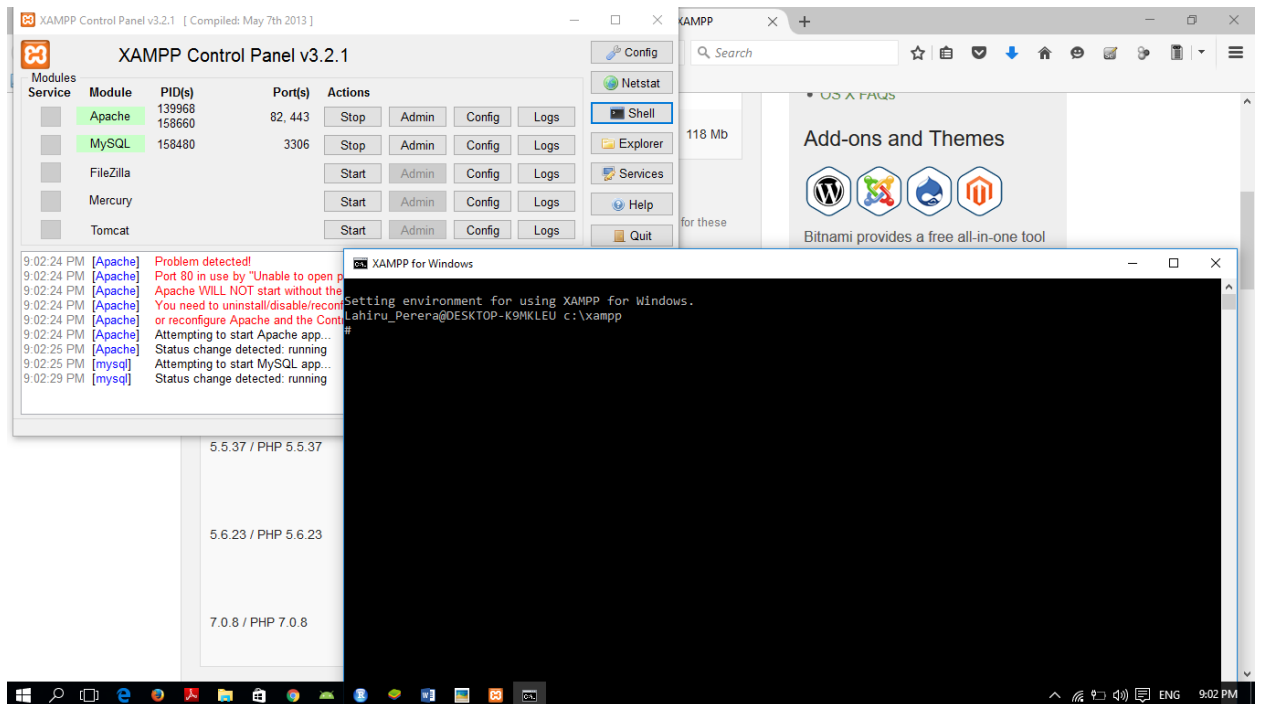 XAMPP Control Panel v3.2.1 [ Compiled: May 7th 2013 ]
XAMPP Control Panel v3.2.1
Modules
Service Module PID(s) Port(s) Actions
Apache 139968 158660 82, 443 Stop Admin Config Logs
MySQL 158480 3306 Stop Admin Config Logs
FileZilla Start Admin Config Logs
Mercury Start Admin Config Logs
Tomcat Start Admin Config Logs
Config
Netstat
Shell
Explorer
Services
Help
Quit
9:02:24 PM [Apache] Problem detected!
9:02:24 PM [Apache] Port 80 in use by "Unable to open p
9:02:24 PM [Apache] Apache WILL NOT start without the
9:02:24 PM [Apache] You need to uninstall/disable/reconf
9:02:24 PM [Apache] or reconfigure Apache and the Contr
9:02:24 PM [Apache] Attempting to start Apache app...
9:02:25 PM [Apache] Status change detected: running
9:02:25 PM [mysql] Attempting to start MySQL app...
9:02:29 PM [mysql] Status change detected: running
XAMPP
Search
OS X FAQs
118 Mb
Add-ons and Themes
for these
Bitnami provides a free all-in-one tool
XAMPP for Windows
Setting environment for using XAMPP for Windows.
Lahiru_Perera@DESKTOP-K9MKLEU c:\xampp
#
5.5.37 / PHP 5.5.37
5.6.23 / PHP 5.6.23
7.0.8 / PHP 7.0.8
ENG 9:02 PM